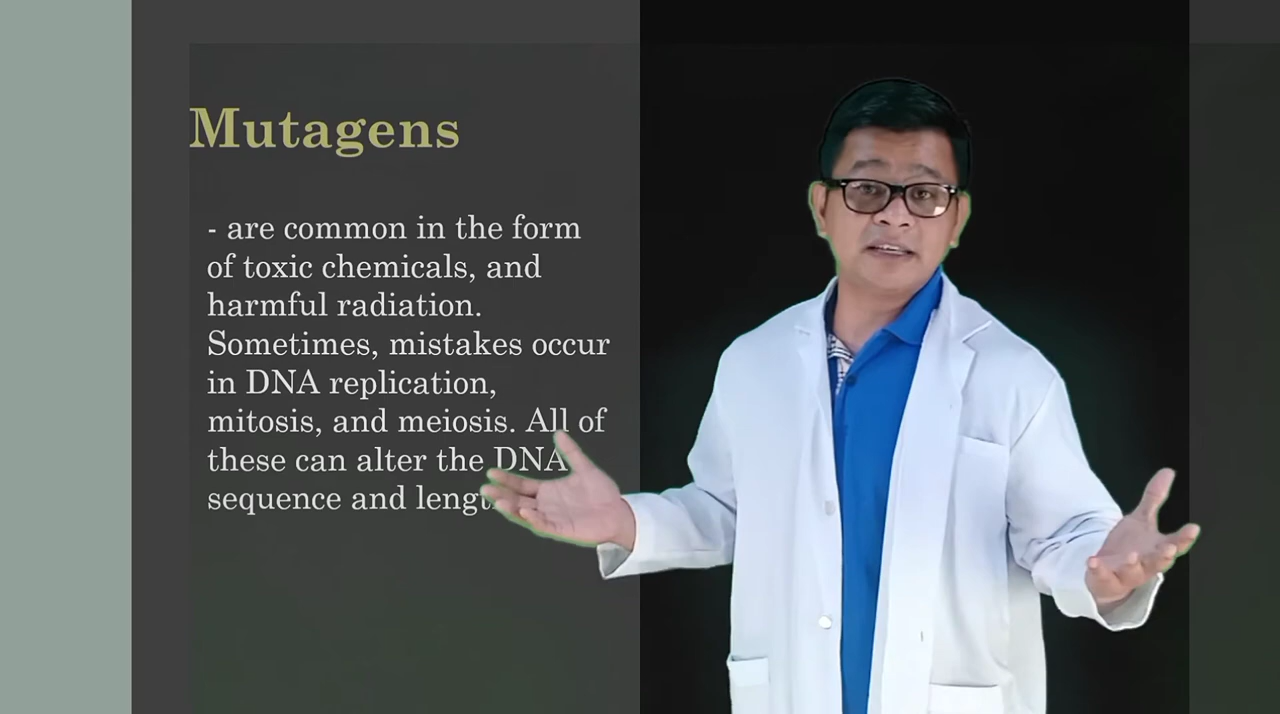 Mutagens
- are common in the form
of toxic chemicals, and
harmful radiation.
Sometimes, mistakes occur
in DNA replication,
mitosis, and meiosis. All of
these can alter the DNA
sequence and